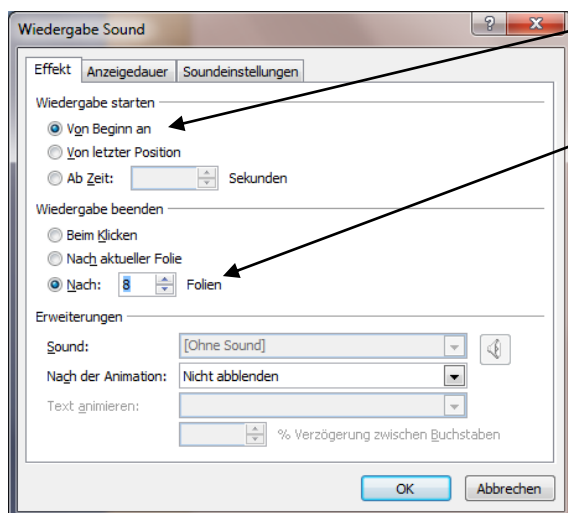 Wiedergabe Sound
Effekt Anzeigedauer Soundeinstellungen
Wiedergabe starten
Von Beginn an
Von letzter Position
Ab Zeit: Sekunden
Wiedergabe beenden
Beim Klicken
Nach aktueller Folie
Nach: 8 Folien
Erweiterungen
Sound: [Ohne Sound]
Nach der Animation: Nicht abblenden
Text animieren:
% Verzögerung zwischen Buchstaben
OK Abbrechen